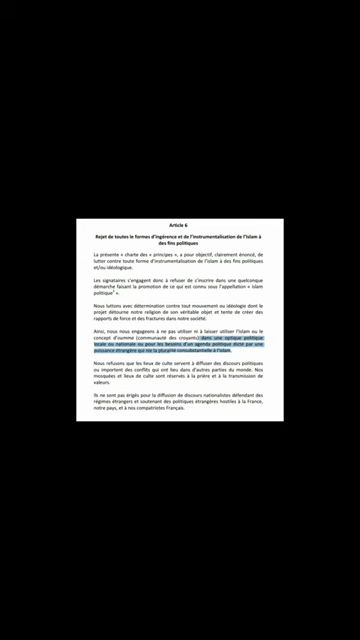 Article 6
Rejet de toutes le formes d'ingérence et de l'instrumentalisation de l'Islam à
des fins politiques
La présente « charte des « principes », a pour objectif, clairement énoncé, de
lutter contre toute forme d'instrumentalisation de l'Islam à des fins politiques
et/ou idéologique.
Les signataires s'engagent donc à refuser de s'inscrire dans une quelconque
démarche faisant la promotion de ce qui est connu sous l'appellation « islam
politique » .
Nous luttons avec détermination contre tout mouvement ou idéologie dont le
projet détourne notre religion de son véritable objet et tente de créer des
rapports de force et des fractures dans notre société.
Ainsi, nous nous engageons à ne pas utiliser ni à laisser utiliser l'Islam ou le
concept d'oumme (communauté des croyants) dans une optique politique
locale ou nationale ou pour les besoins d'un agenda politique dicté par une
puissance étrangère qui nie la pluralité consubstantielle à l'Islam.
Nous refusons que les lieux de culte servent à diffuser des discours politiques
ou importent des conflits qui ont lieu dans d'autres parties du monde. Nos
mosquées et lieux de culte sont réservés à la prière et à la transmission de
valeurs.
Ils ne sont pas érigés pour la diffusion de discours nationalistes défendant des
régimes étrangers et soutenant des politiques étrangères hostiles à la France,
notre pays, et à nos compatriotes Français.